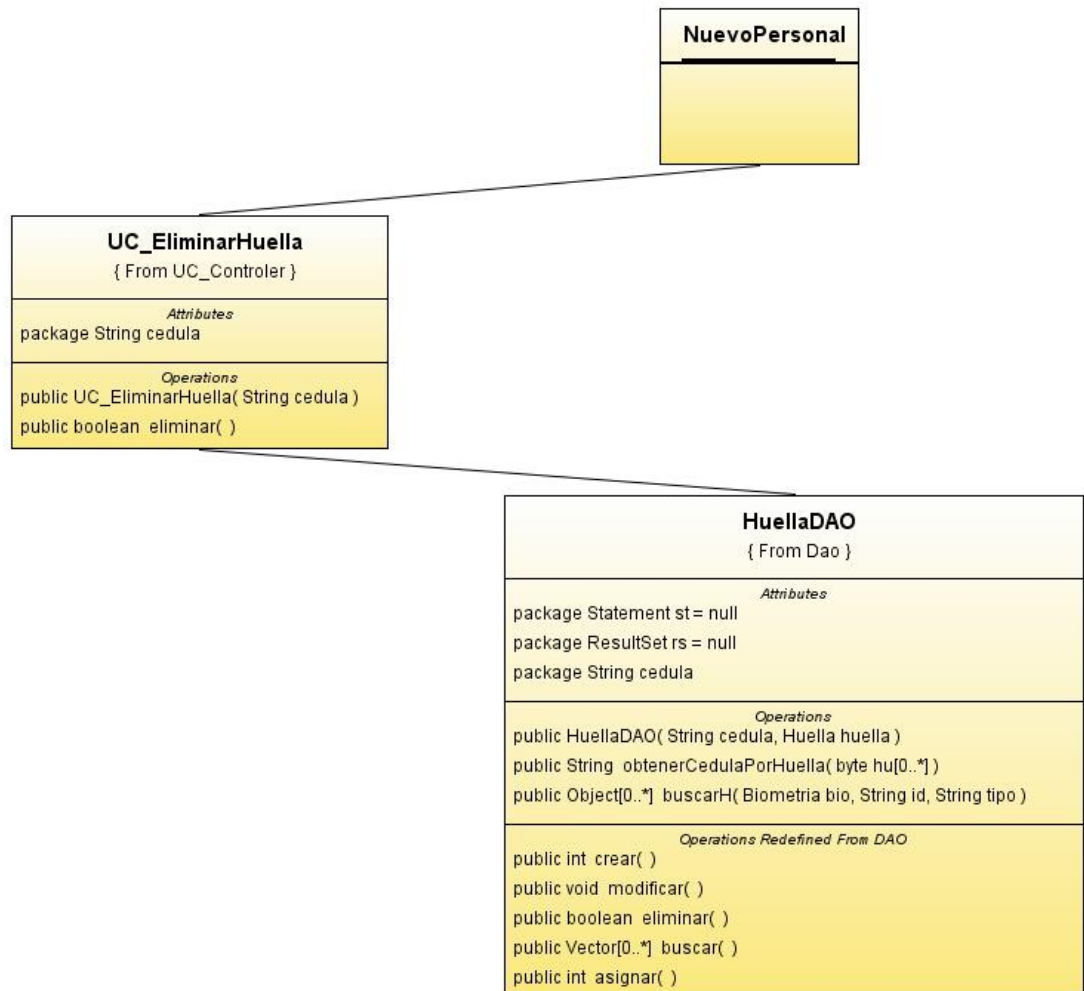 NuevoPersonal
UC_EliminarHuella
{ From UC_Controler }
Attributes
package String cedula
Operations
public UC_EliminarHuella( String cedula )
public boolean eliminar( )
HuellaDAO
{ From Dao }
Attributes
package Statement st = null
package ResultSet rs = null
package String cedula
Operations
public HuellaDAO( String cedula, Huella huella )
public String obtenerCedulaPorHuella( byte hu[0..*] )
public Object[0..*] buscarH( Biometria bio, String id, String tipo )
Operations Redefined From DAO
public int crear( )
public void modificar( )
public boolean eliminar( )
public Vector[0..*] buscar( )
public int asignar( )